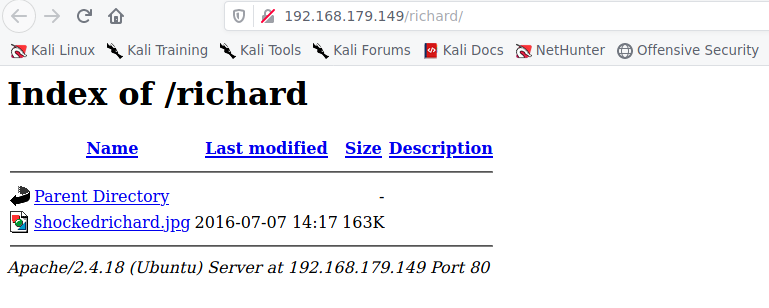 192.168.179.149/richard/
Kali Linux Kali Training Kali Tools Kali Forums Kali Docs NetHunter Offensive Security
Index of /richard
Name Last modified Size Description
Parent Directory -
shockedrichard.jpg 2016-07-07 14:17 163K
Apache/2.4.18 (Ubuntu) Server at 192.168.179.149 Port 80